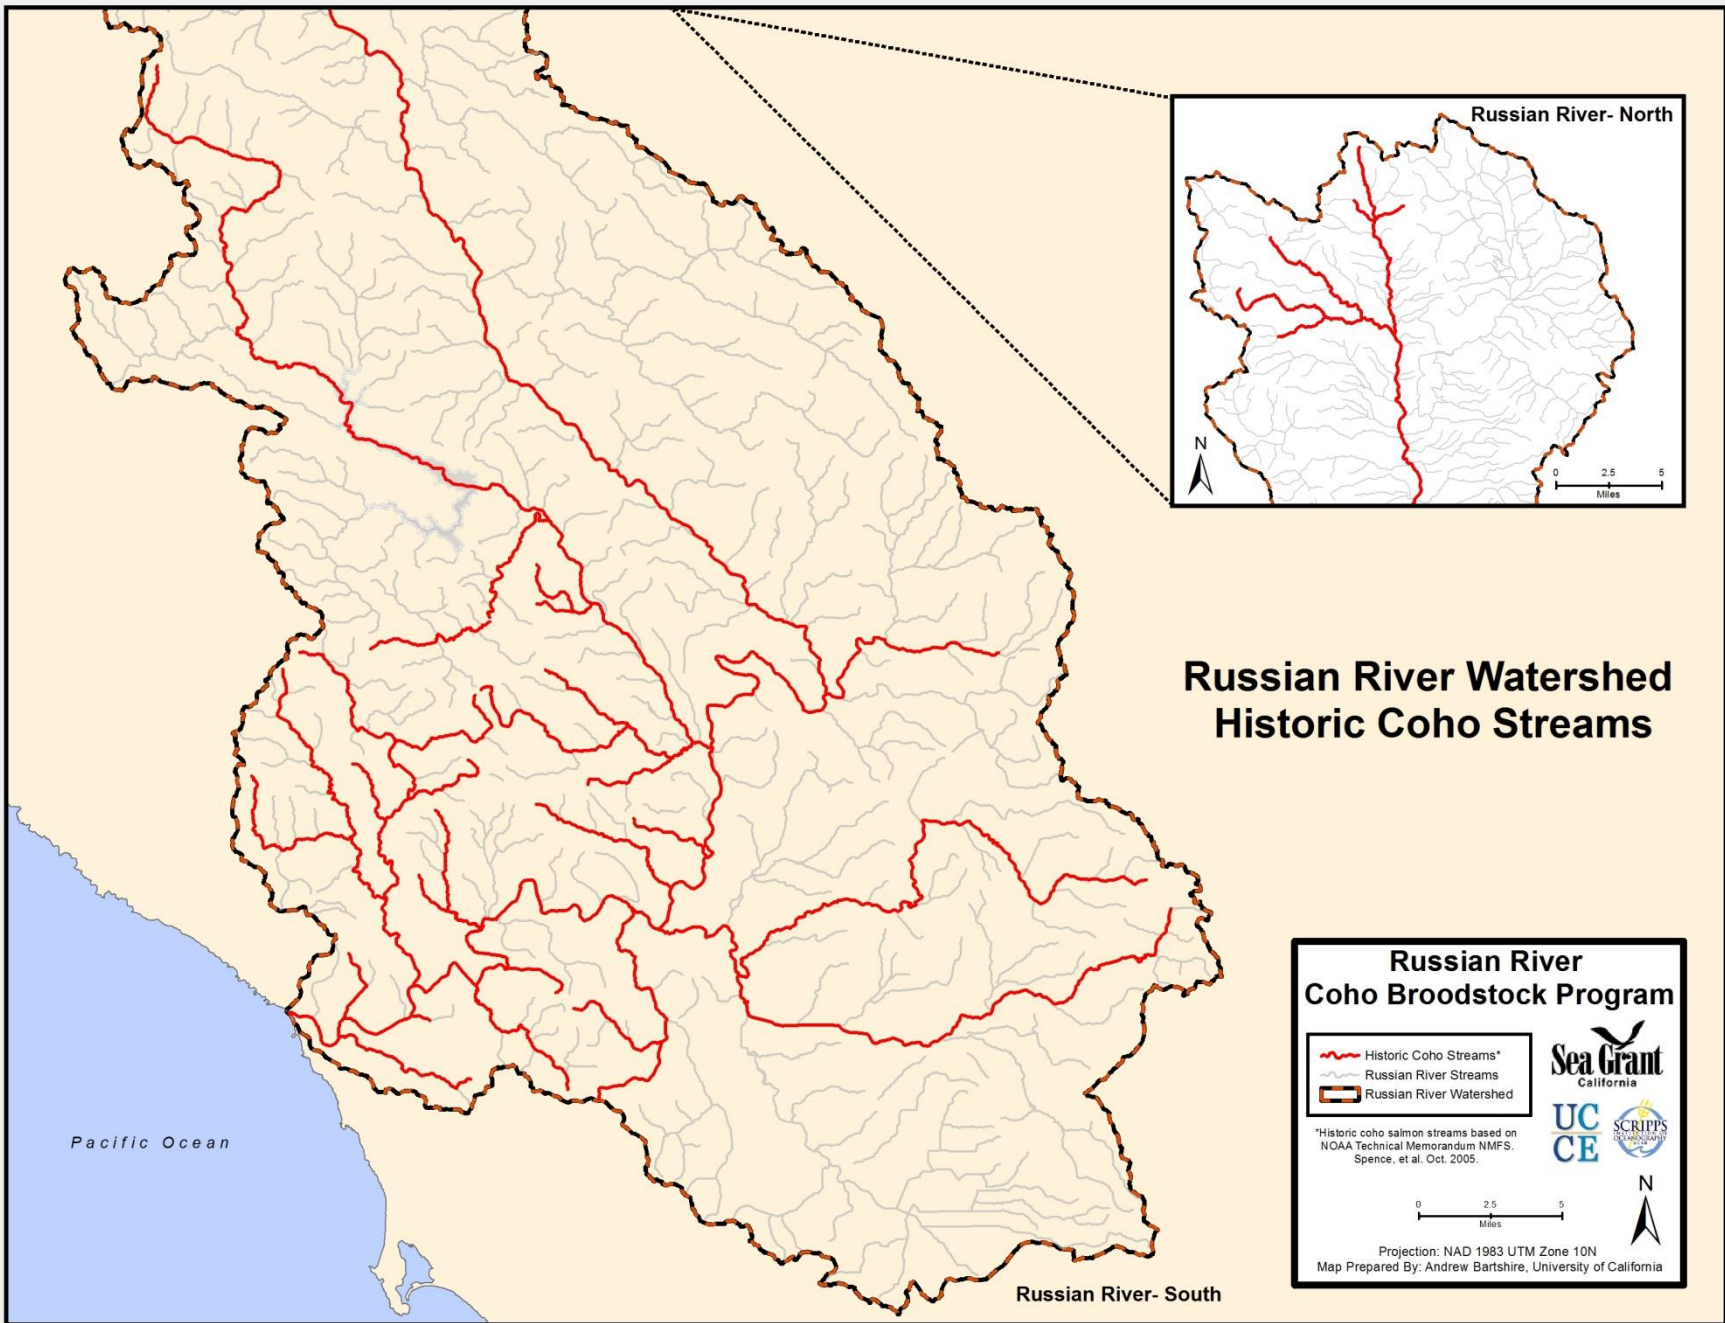 Russian River- North
N
0 2.5 5
Miles
Russian River Watershed
Historic Coho Streams
Pacific Ocean
Russian River- South
Russian River
Coho Broodstock Program
Historic Coho Streams*
Russian River Streams
Russian River Watershed
*Historic coho salmon streams based on
NOAA Technical Memorandum NMFS.
Spence, et al. Oct. 2005.
Sea Grant
California
UC
CE
SCRIPPS
INSTITUTION OF
OCEANOGRAPHY
N
0 2.5 5
Miles
Projection: NAD 1983 UTM Zone 10N
Map Prepared By: Andrew Bartshire, University of California